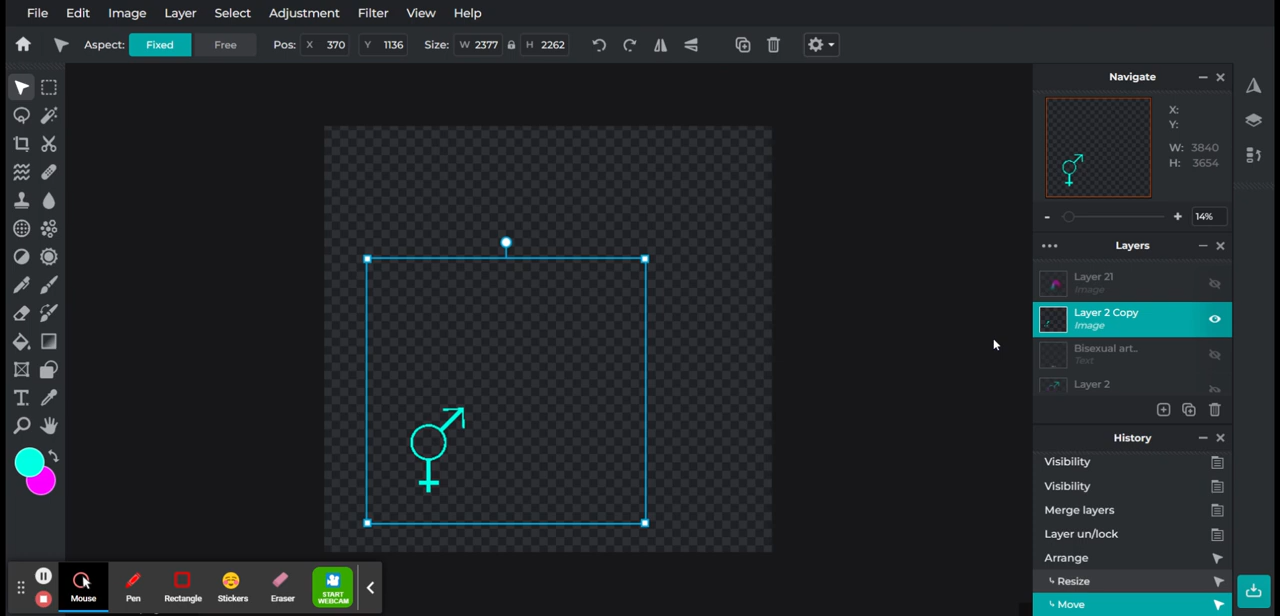 File Edit Image Layer Select Adjustment Filter View Help
Aspect: Fixed Free Pos: X 370 Y 1136 Size: W 2377 H 2262
Navigate
X:
Y:
W: 3840
H: 3654
- + 14%
Layers
Layer 21
Image
Layer 2 Copy
Image
Bisexual art..
Text
Layer 2
History
Visibility
Visibility
Merge layers
Layer un/lock
Arrange
Resize
Move
Mouse Pen Rectangle Stickers Eraser START
WEBCAM